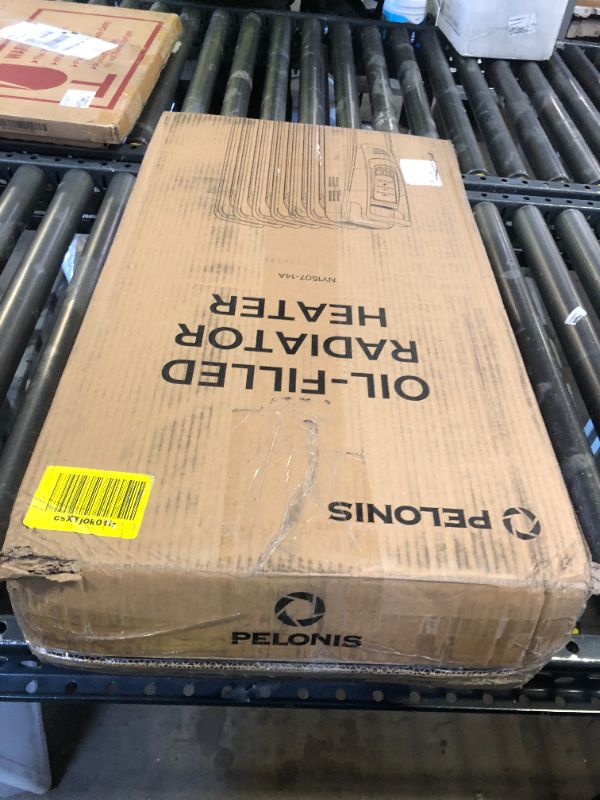 PELONIS
OIL-FILLED
RADIATOR
HEATER
NY1507-14A
PELONIS